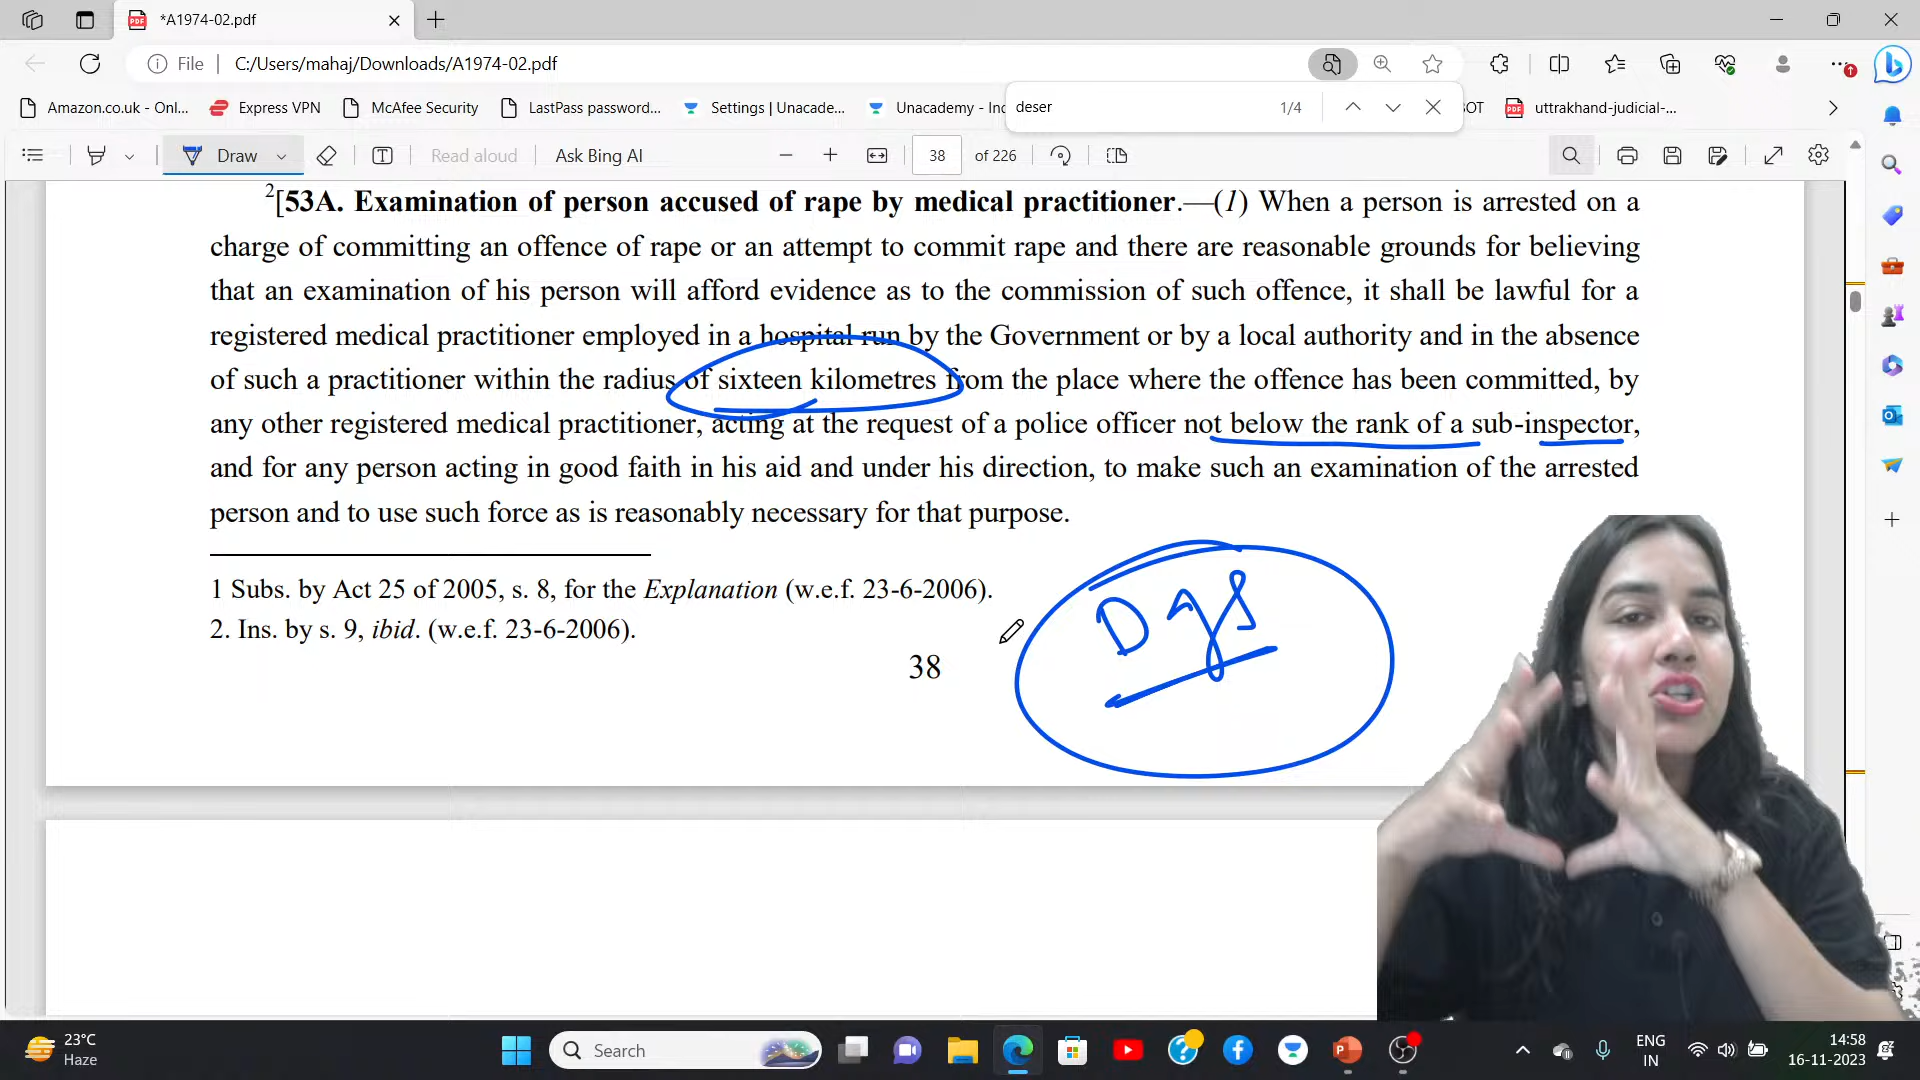 *A1974-02.pdf
File C:/Users/mahaj/Downloads/A1974-02.pdf
deser 1/4
Amazon.co.uk - Onl... Express VPN McAfee Security LastPass password... Settings | Unacade... Unacademy - Inc OT uttrakhand-judicial-...
Draw Read aloud Ask Bing AI 38 of 226
2[53A. Examination of person accused of rape by medical practitioner.—(1) When a person is arrested on a
charge of committing an offence of rape or an attempt to commit rape and there are reasonable grounds for believing
that an examination of his person will afford evidence as to the commission of such offence, it shall be lawful for a
registered medical practitioner employed in a hospital run by the Government or by a local authority and in the absence
of such a practitioner within the radius of sixteen kilometres from the place where the offence has been committed, by
any other registered medical practitioner, acting at the request of a police officer not below the rank of a sub-inspector,
and for any person acting in good faith in his aid and under his direction, to make such an examination of the arrested
person and to use such force as is reasonably necessary for that purpose.
1 Subs. by Act 25 of 2005, s. 8, for the Explanation (w.e.f. 23-6-2006).
2. Ins. by s. 9, ibid. (w.e.f. 23-6-2006).
38
23°C
Haze
Search
ENG
IN
14:58
16-11-2023